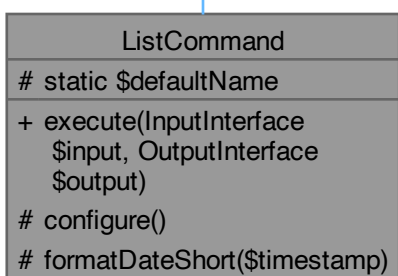 ListCommand
# static $defaultName
+ execute(InputInterface
$input, OutputInterface
$output)
# configure()
# formatDateShort($timestamp)